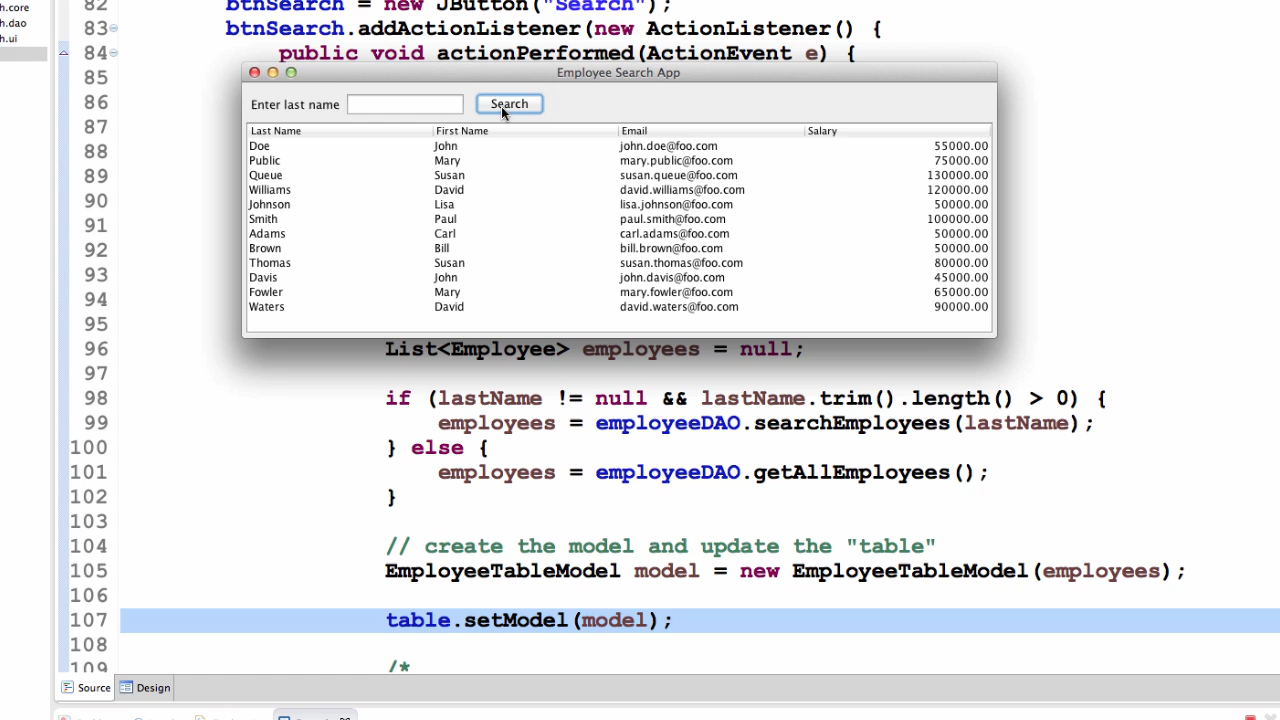 h.core
h.dao
h.ui
82 btnSearch = new JButton("Search");
83 btnSearch.addActionListener(new ActionListener() {
84 public void actionPerformed(ActionEvent e) {
85
86
87
88
89
90
91
92
93
94
95
Employee Search App
Enter last name Search
Last Name First Name Email Salary
Doe John john.doe@foo.com 55000.00
Public Mary mary.public@foo.com 75000.00
Queue Susan susan.queue@foo.com 130000.00
Williams David david.williams@foo.com 120000.00
Johnson Lisa lisa.johnson@foo.com 50000.00
Smith Paul paul.smith@foo.com 100000.00
Adams Carl carl.adams@foo.com 50000.00
Brown Bill bill.brown@foo.com 50000.00
Thomas Susan susan.thomas@foo.com 80000.00
Davis John john.davis@foo.com 45000.00
Fowler Mary mary.fowler@foo.com 65000.00
Waters David david.waters@foo.com 90000.00
96 List<Employee> employees = null;
97
98 if (lastName != null && lastName.trim().length() > 0) {
99 employees = employeeDAO.searchEmployees(lastName);
100 } else {
101 employees = employeeDAO.getAllEmployees();
102 }
103
104 // create the model and update the "table"
105 EmployeeTableModel model = new EmployeeTableModel(employees);
106
107 table.setModel(model);
108
109 /*
Source Design